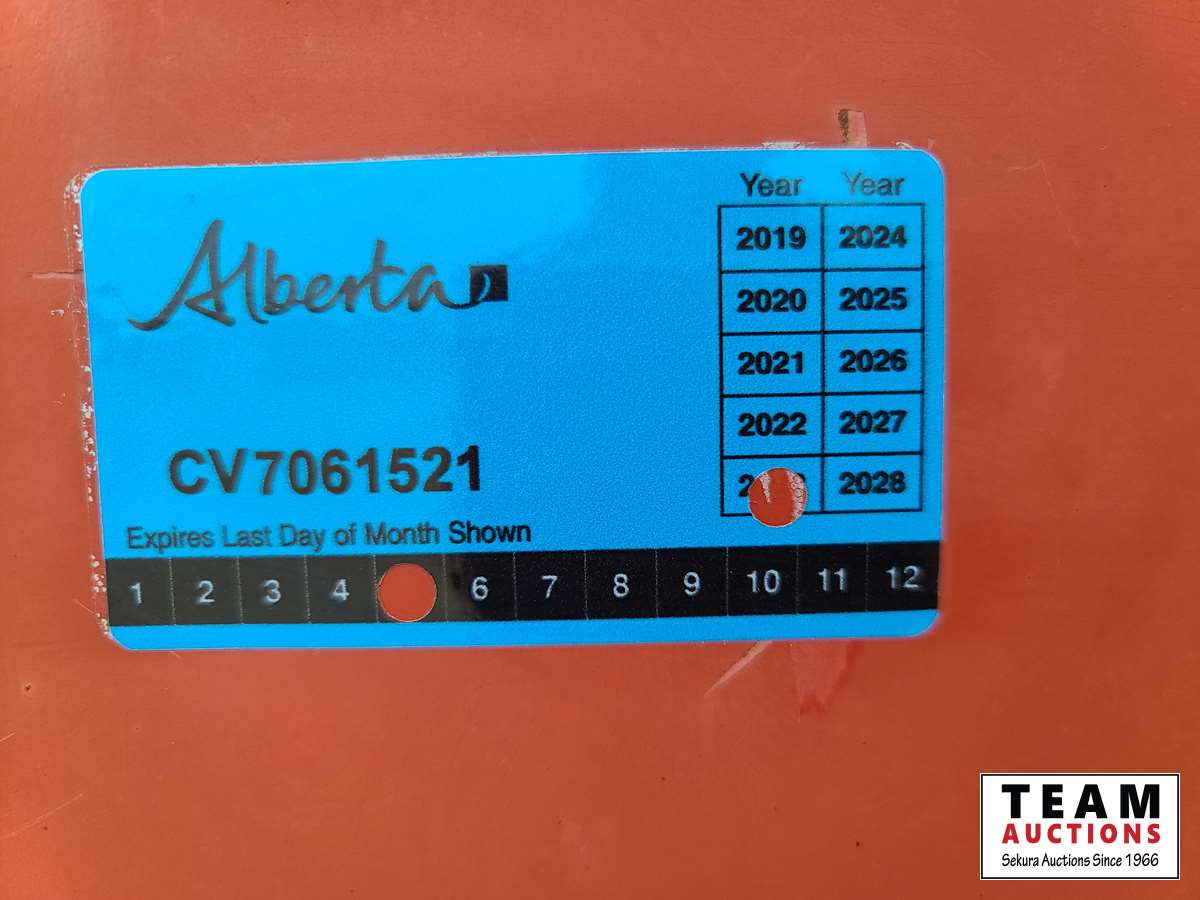 Year Year
Alberta
2019 2024
2020 2025
2021 2026
2022 2027
2028
CV7061521
Expires Last Day of Month Shown
1 2 3 4 6 7 8 9 10 11 12
TEAM
AUCTIONS
Sekura Auctions Since 1966